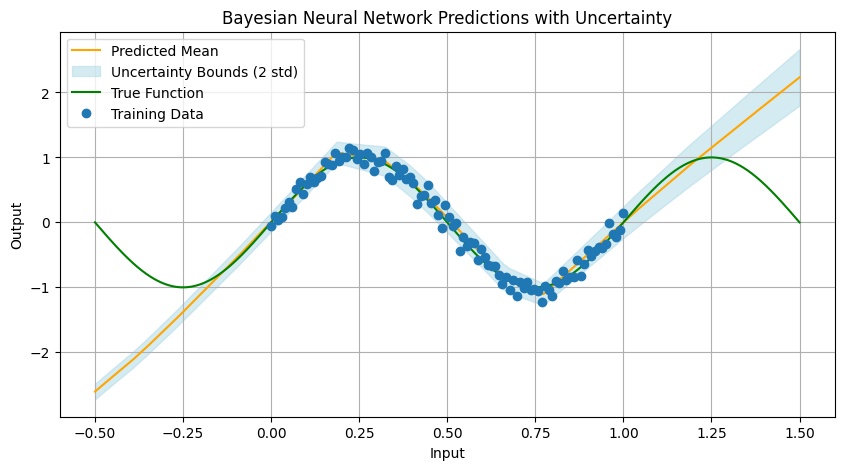 Bayesian Neural Network Predictions with Uncertainty
Predicted Mean
Uncertainty Bounds (2 std)
True Function
Training Data
Output
2
1
0
−1
−2
−0.50 −0.25 0.00 0.25 0.50 0.75 1.00 1.25 1.50
Input